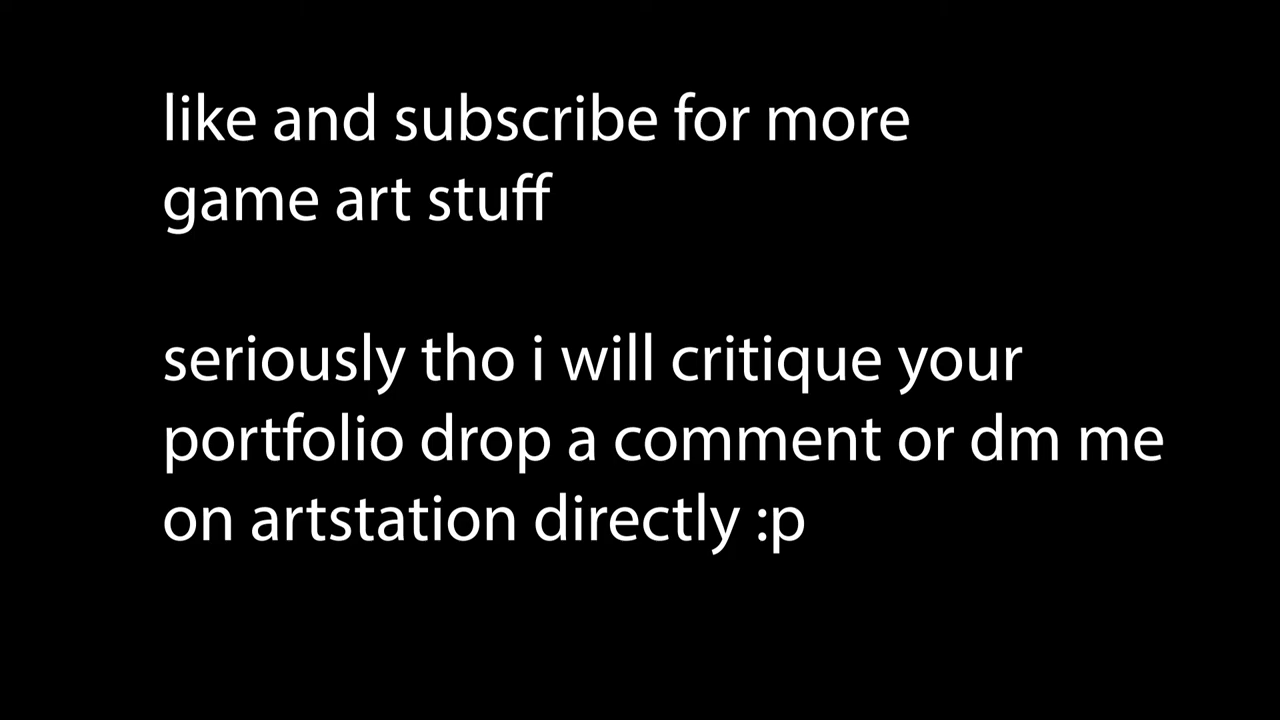 like and subscribe for more
game art stuff
seriously tho i will critique your
portfolio drop a comment or dm me
on artstation directly :p